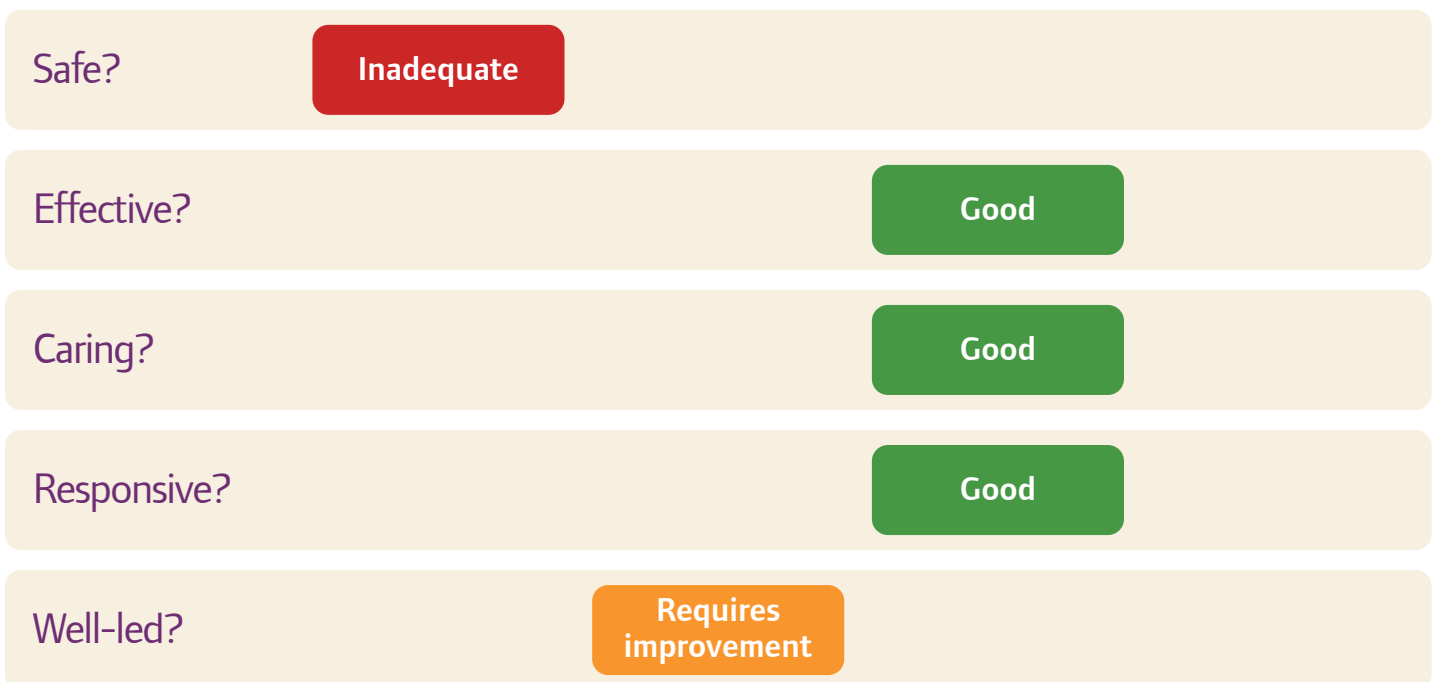 Safe? Inadequate
Effective? Good
Caring? Good
Responsive? Good
Well-led? Requires
improvement